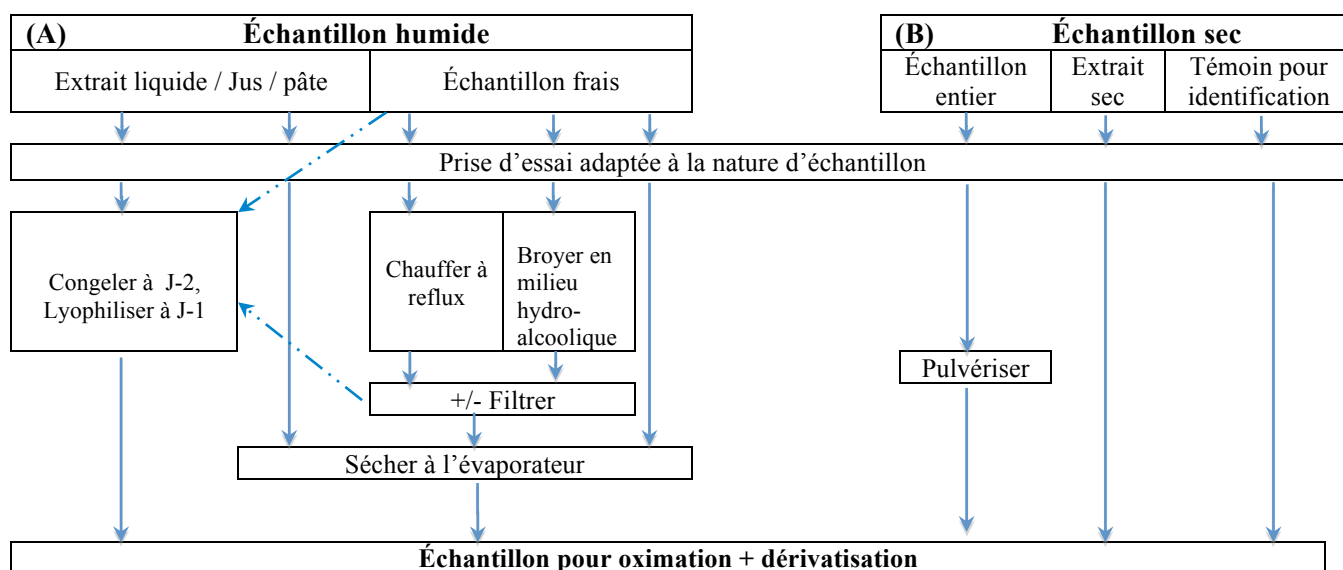 (A) Échantillon humide
(B) Échantillon sec
Extrait liquide / Jus / pâte
Échantillon frais
Échantillon
entier
Extrait
sec
Témoin pour
identification
Prise d’essai adaptée à la nature d’échantillon
Congeler à J-2,
Lyophiliser à J-1
Chauffer à
reflux
Broyer en
milieu
hydro-
alcoolique
Pulvériser
+/- Filtrer
Sécher à l’évaporateur
Échantillon pour oximation + dérivatisation